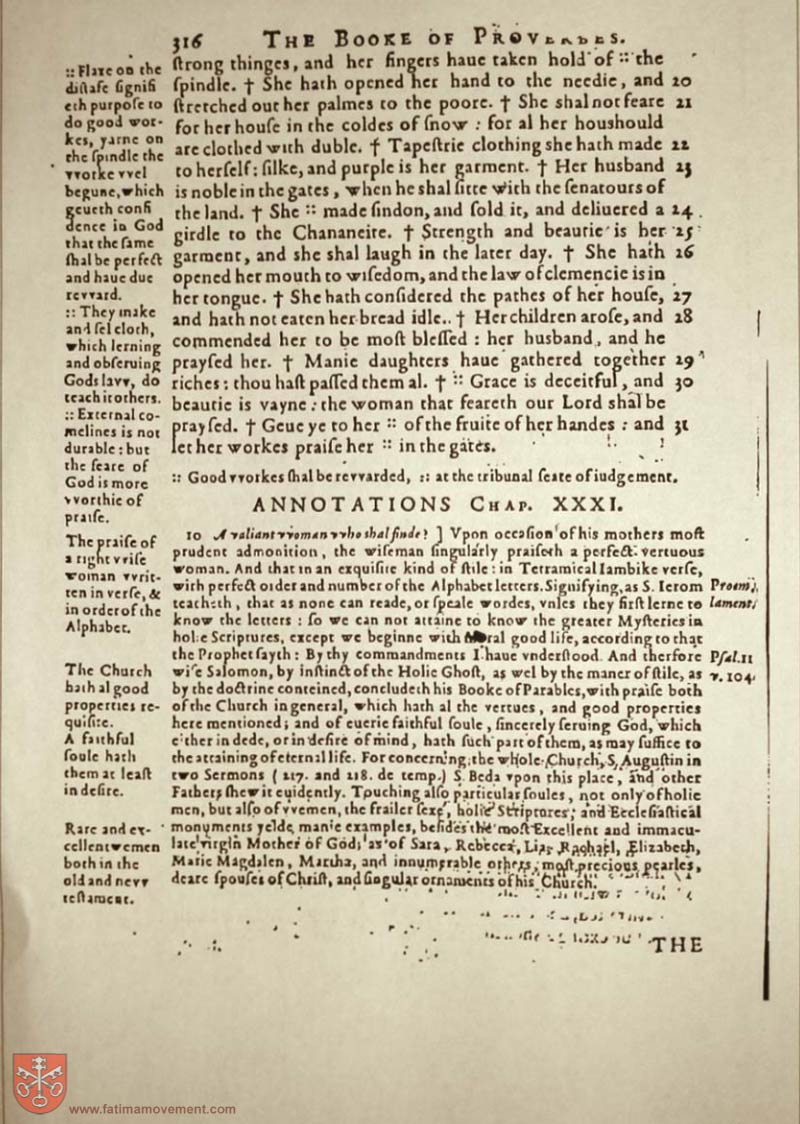 316 THE BOOKE OF PROVERBES.
strong thinges, and her fingers haue taken hold of :: the
spindle. † She hath opened her hand to the needie, and 20
stretched out her palmes to the poore. † She shal not feare 21
for her house in the coldes of snow : for al her houshould
are clothed with duble. † Tapestrie clothing she hath made 22
to herself: silke, and purple is her garment. † Her husband 23
is noble in the gates, when he shal sitte with the senatours of
the land. † She :: made sindon, and sold it, and deliuered a 24
girdle to the Chananeite. † Strength and beautie is her 25
garment, and she shal laugh in the later day. † She hath 26
opened her mouth to wisedom, and the law of clemencie is in
her tongue. † She hath considered the pathes of her house, 27
and hath not eaten her bread idle.. † Her children arose, and 28
commended her to be most blessed : her husband, and he
praysed her. † Manie daughters haue gathered together 29
riches: thou hast passed them al. † :: Grace is deceitful, and 30
beautie is vayne : the woman that feareth our Lord shal be
praysed. † Geue ye to her :: of the fruite of her handes : and 31
let her workes praise her :: in the gates.
:: Good vvorkes shal be revvarded, :: at the tribunal seate of iudgement.
ANNOTATIONS CHAP. XXXI.
10 A valiant vvoman vvho shal finde? ] Vpon occasion of his mothers most
prudent admonition, the wiseman singularly praiseth a perfect vertuous
woman. And that in an exquisite kind of stile: in Tetramical Iambike verse,
with perfect order and number of the Alphabet letters. Signifying, as S. Ierom
teacheth, that as none can reade, or speake wordes, vnles they first lerne to
know the letters : so we can not attaine to know the greater Mysteries in
holie Scriptures, except we beginne with Moral good life, according to that
the Prophet sayth: By thy commandments I haue vnderstood. And therfore
wise Salomon, by instinct of the Holie Ghost, as wel by the maner of stile, as
by the doctrine conteined, concludeth his Booke of Parables, with praise both
of the Church in general, which hath al the vertues, and good properties
here mentioned; and of euerie faithful soule, sincerely seruing God, which
either in dede, or in desire of mind, hath such part of them, as may suffice to
the attaining of eternal life. For concerning the whole Church, S. Augustin in
two Sermons ( 217. and 218. de temp.) S. Beda vpon this place, and other
Fathers shew it euidently. Touching also particular soules, not only of holie
men, but also of vvemen, the frailer sexe, holie Scriptures; and Ecclesiastical
monuments yelde manie examples, besides the most Excellent and immacu-
late virgin Mother of God; as of Sara, Rebecca, Lia, Rachael, Elizabeth,
Marie Magdalen, Martha, and innumerable others, most precious pearles,
deare spouses of Christ, and singular ornaments of his Church.
THE
:: Flaxe on the
distafe signifi
eth purpose to
do good wor-
kes, yarne on
the spindle the
vvorke vvel
begune, which
geueth confi
dence in God
that the same
shal be perfect
and haue due
revvard.
:: They make
and sel cloth,
which lerning
and obseruing
Gods lavv, do
teach it others.
:: External co-
melines is not
durable: but
the feare of
God is more
vvorthie of
praise.
The praise of
a right vvise
woman vvrit-
ten in verse, &
in order of the
Alphabet.
The Church
hath al good
properties re-
quisite.
A faithful
soule hath
them at least
in desire.
Rare and ex-
cellent wemen
both in the
old and nevv
testament.
Proem.
lament.
Psal. 11
v. 104.
www.fatimamovement.com